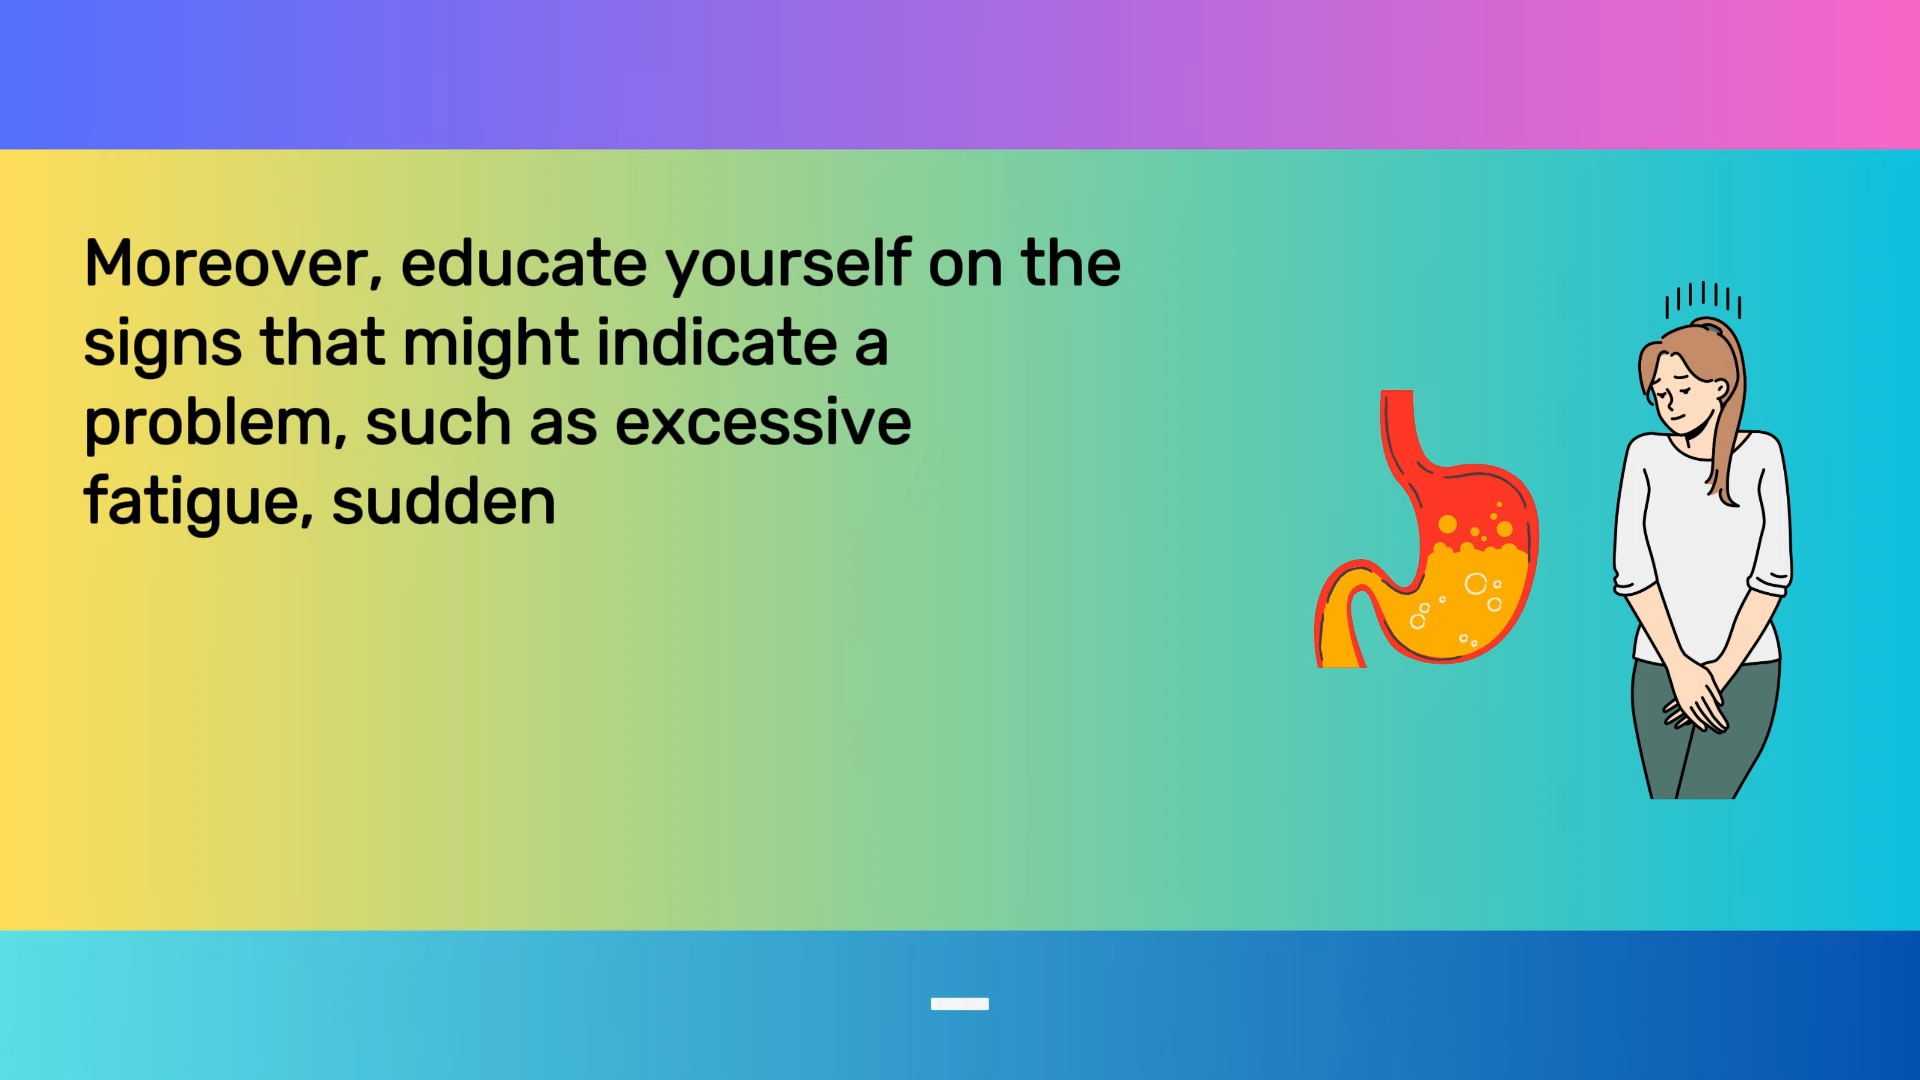 Moreover, educate yourself on the
signs that might indicate a
problem, such as excessive
fatigue, sudden